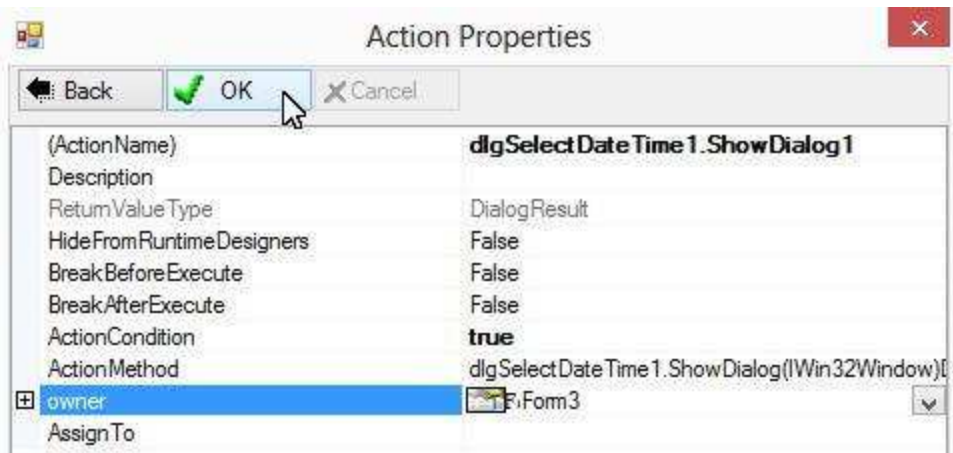 Action Properties
Back OK Cancel
(ActionName) dlgSelectDateTime1.ShowDialog1
Description
ReturnValueType DialogResult
HideFromRuntimeDesigners False
BreakBeforeExecute False
BreakAfterExecute False
ActionCondition true
ActionMethod dlgSelectDateTime1.ShowDialog(IWin32Window)D
owner Form3
AssignTo